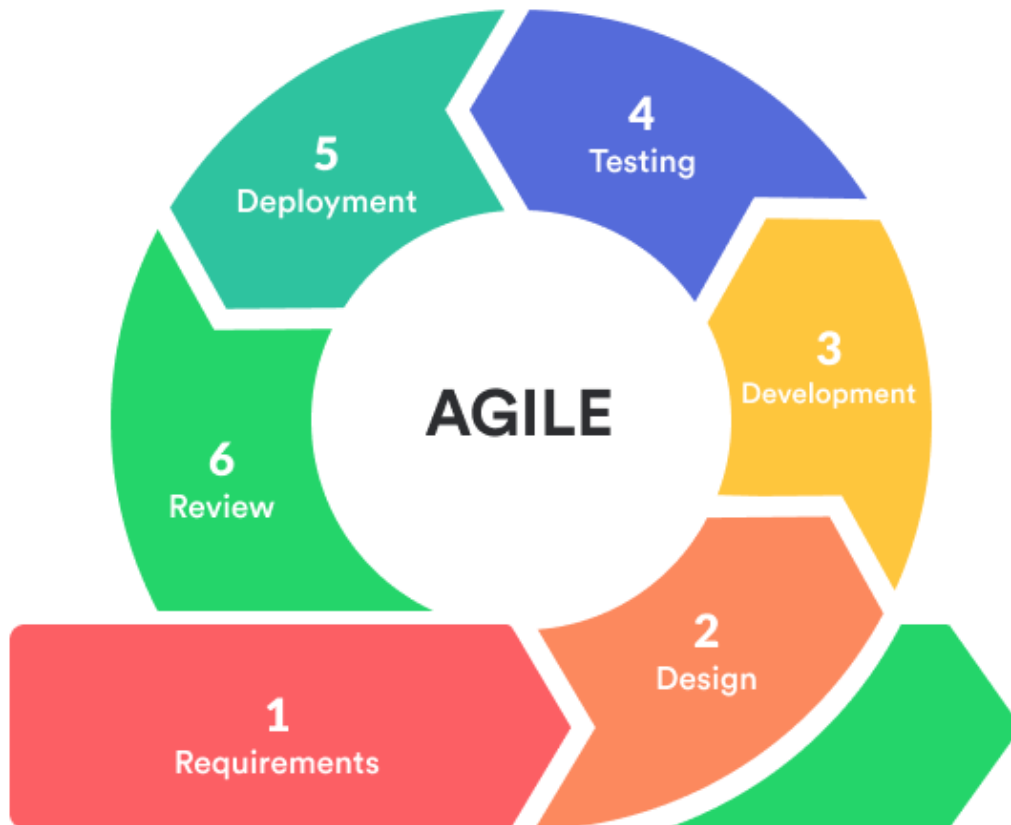 1
Requirements
2
Design
3
Development
4
Testing
5
Deployment
6
Review
AGILE